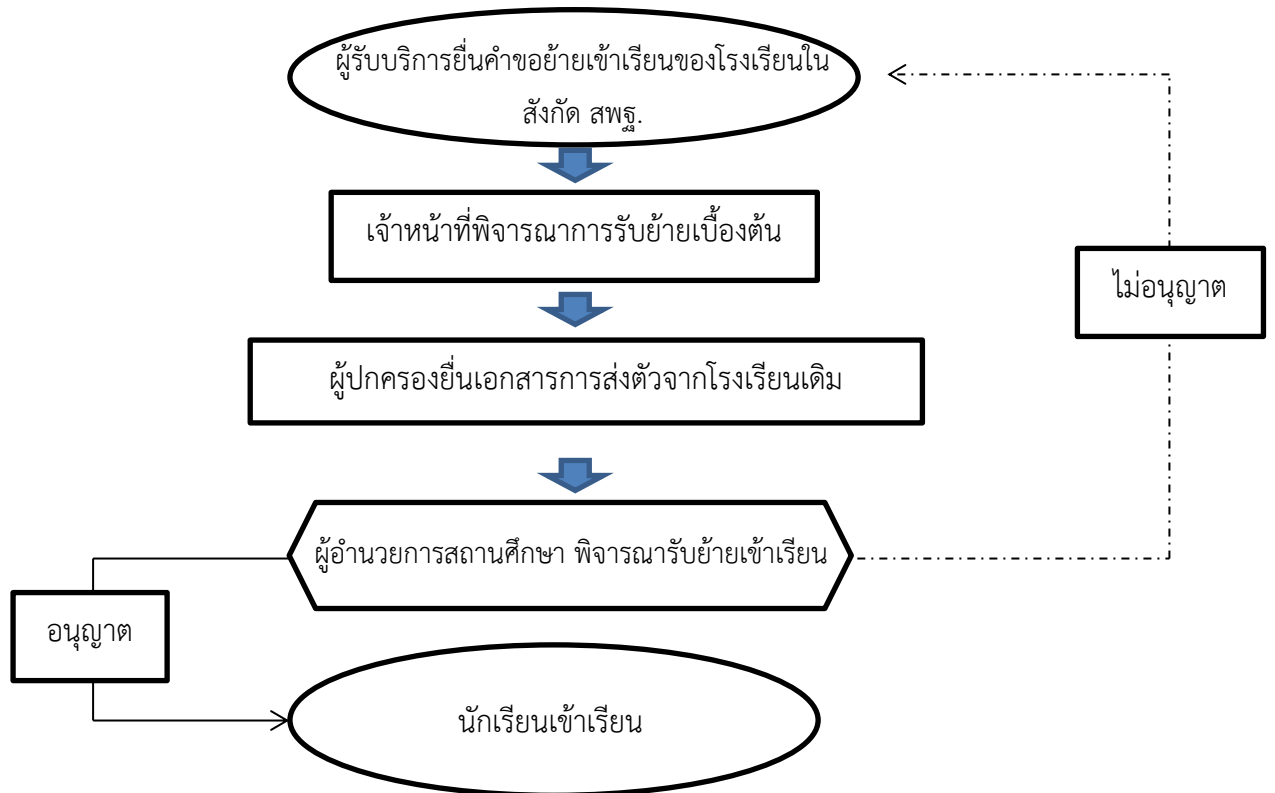 ผู้รับบริการยื่นคำขอย้ายเข้าเรียนของโรงเรียนใน
สังกัด สพฐ.
เจ้าหน้าที่พิจารณาการรับย้ายเบื้องต้น
ไม่อนุญาต
ผู้ปกครองยื่นเอกสารการส่งตัวจากโรงเรียนเดิม
ผู้อำนวยการสถานศึกษา พิจารณารับย้ายเข้าเรียน
อนุญาต
นักเรียนเข้าเรียน